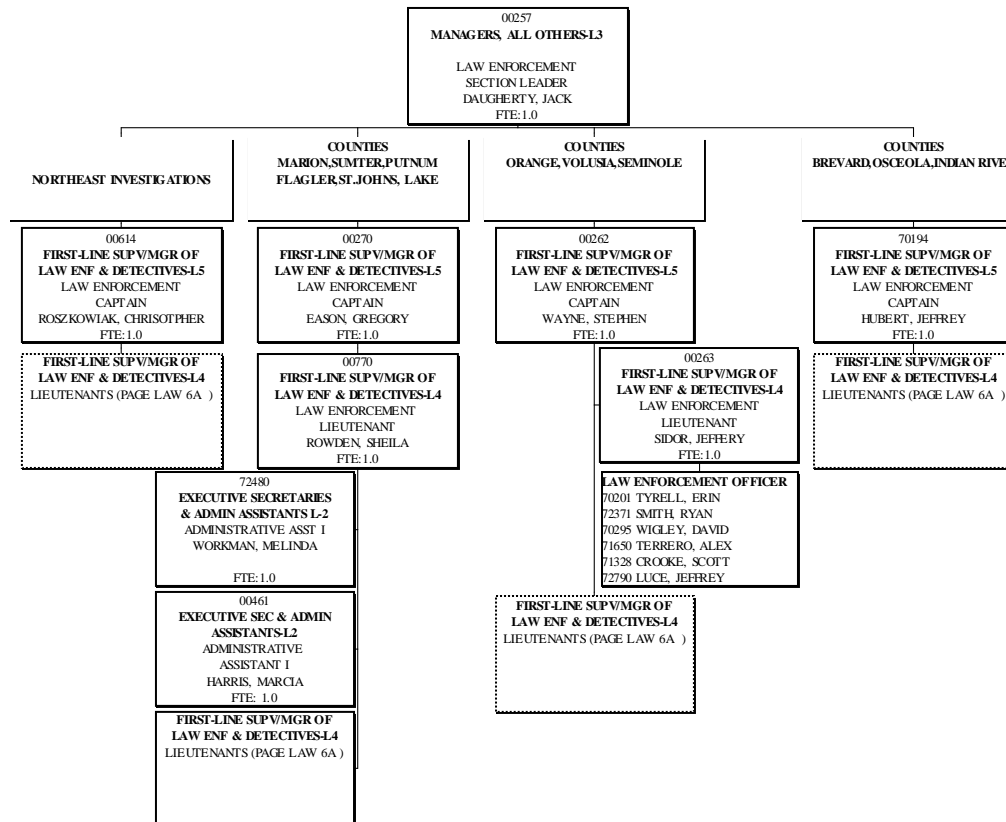 00257
MANAGERS, ALL OTHERS-L3
LAW ENFORCEMENT
SECTION LEADER
DAUGHERTY, JACK
FTE:1.0
NORTHEAST INVESTIGATIONS
COUNTIES
MARION,SUMTER,PUTNUM
FLAGLER,ST.JOHNS, LAKE
COUNTIES
ORANGE,VOLUSIA,SEMINOLE
COUNTIES
BREVARD,OSCEOLA,INDIAN RIVE
00614
FIRST-LINE SUPV/MGR OF
LAW ENF & DETECTIVES-L5
LAW ENFORCEMENT
CAPTAIN
ROSZKOWIAK, CHRISOTPHER
FTE:1.0
00270
FIRST-LINE SUPV/MGR OF
LAW ENF & DETECTIVES-L5
LAW ENFORCEMENT
CAPTAIN
EASON, GREGORY
FTE:1.0
00262
FIRST-LINE SUPV/MGR OF
LAW ENF & DETECTIVES-L5
LAW ENFORCEMENT
CAPTAIN
WAYNE, STEPHEN
FTE:1.0
70194
FIRST-LINE SUPV/MGR OF
LAW ENF & DETECTIVES-L5
LAW ENFORCEMENT
CAPTAIN
HUBERT, JEFFREY
FTE:1.0
FIRST-LINE SUPV/MGR OF
LAW ENF & DETECTIVES-L4
LIEUTENANTS (PAGE LAW 6A )
00770
FIRST-LINE SUPV/MGR OF
LAW ENF & DETECTIVES-L4
LAW ENFORCEMENT
LIEUTENANT
ROWDEN, SHEILA
FTE:1.0
00263
FIRST-LINE SUPV/MGR OF
LAW ENF & DETECTIVES-L4
LAW ENFORCEMENT
LIEUTENANT
SIDOR, JEFFERY
FTE:1.0
FIRST-LINE SUPV/MGR OF
LAW ENF & DETECTIVES-L4
LIEUTENANTS (PAGE LAW 6A )
72480
EXECUTIVE SECRETARIES
& ADMIN ASSISTANTS L-2
ADMINISTRATIVE ASST I
WORKMAN, MELINDA
FTE:1.0
LAW ENFORCEMENT OFFICER
70201 TYRELL, ERIN
72371 SMITH, RYAN
70295 WIGLEY, DAVID
71650 TERRERO, ALEX
71328 CROOKE, SCOTT
72790 LUCE, JEFFREY
00461
EXECUTIVE SEC & ADMIN
ASSISTANTS-L2
ADMINISTRATIVE
ASSISTANT I
HARRIS, MARCIA
FTE: 1.0
FIRST-LINE SUPV/MGR OF
LAW ENF & DETECTIVES-L4
LIEUTENANTS (PAGE LAW 6A )
FIRST-LINE SUPV/MGR OF
LAW ENF & DETECTIVES-L4
LIEUTENANTS (PAGE LAW 6A )